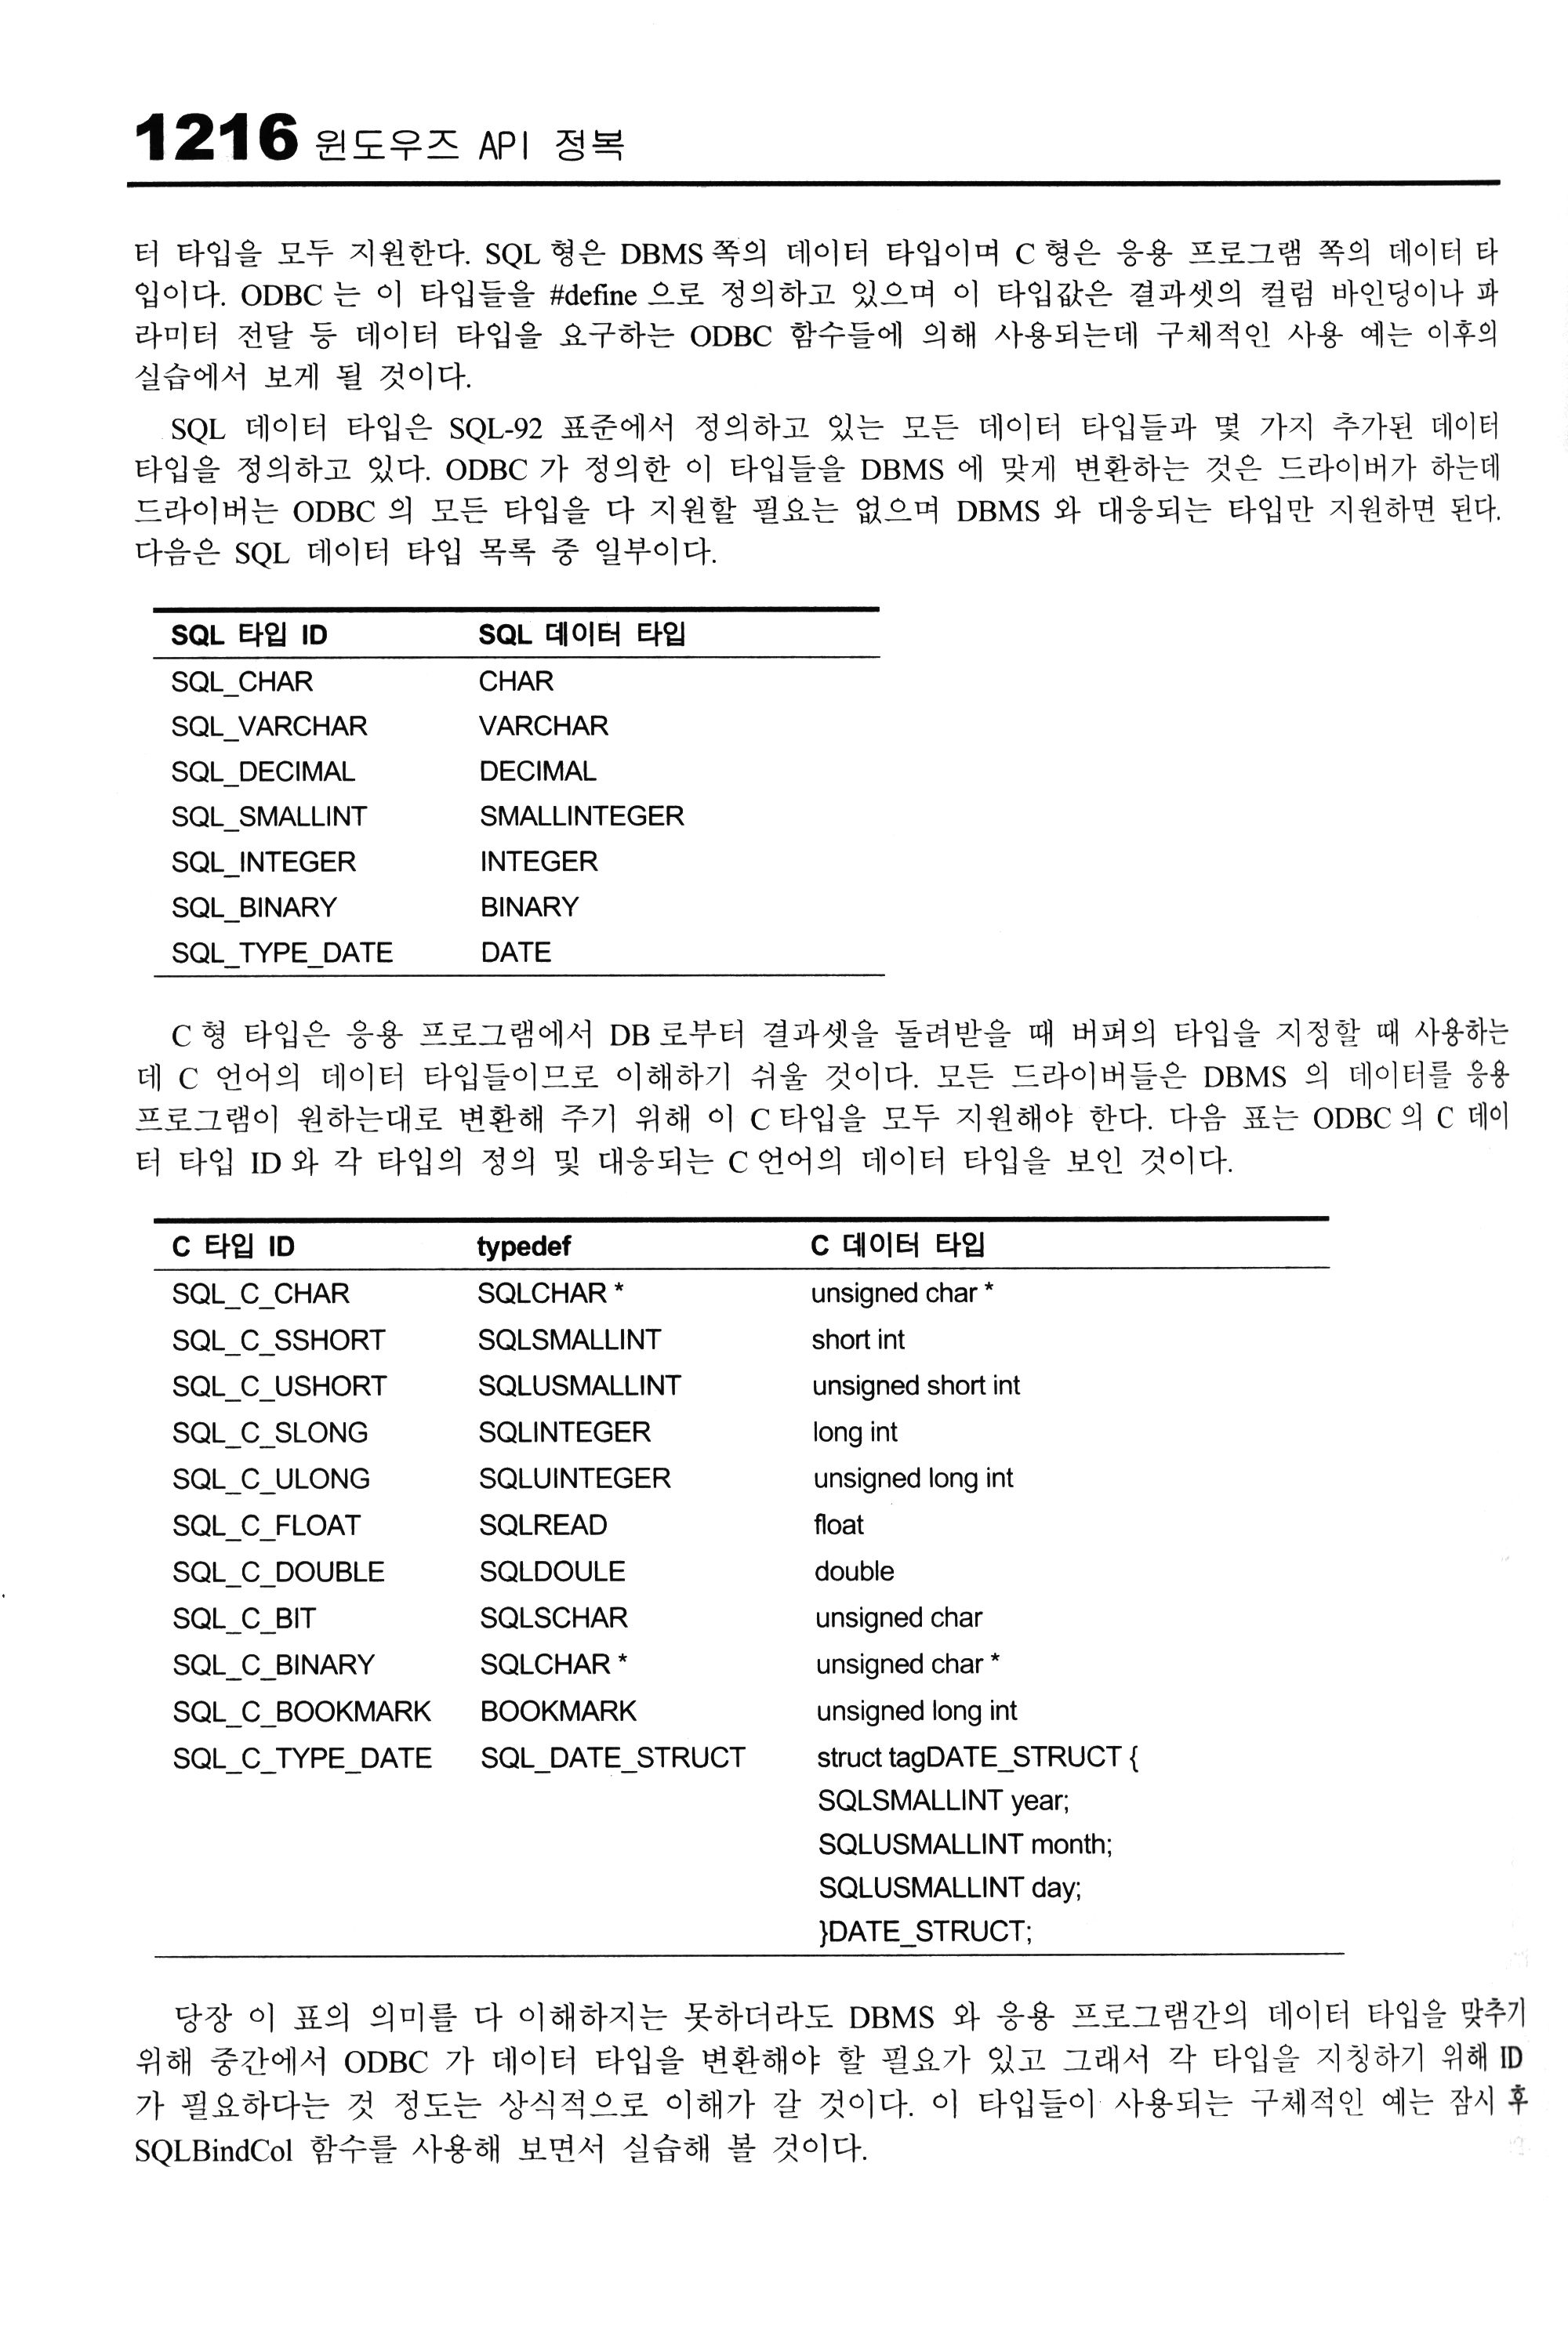 1216 윈도우즈 API 정복
터 타입을 모두 지원한다. SQL 형은 DBMS 쪽의 데이터 타입이며 C 형은 응용 프로그램 쪽의 데이터 타
입이다. ODBC 는 이 타입들을 #define 으로 정의하고 있으며 이 타입값은 결과셋의 컬럼 바인딩이나 파
라미터 전달 등 데이터 타입을 요구하는 ODBC 함수들에 의해 사용되는데 구체적인 사용 예는 이후의
실습에서 보게 될 것이다.
SQL 데이터 타입은 SQL-92 표준에서 정의하고 있는 모든 데이터 타입들과 몇 가지 추가된 데이터
타입을 정의하고 있다. ODBC 가 정의한 이 타입들을 DBMS 에 맞게 변환하는 것은 드라이버가 하는데
드라이버는 ODBC 의 모든 타입을 다 지원할 필요는 없으며 DBMS 와 대응되는 타입만 지원하면 된다.
다음은 SQL 데이터 타입 목록 중 일부이다.
SQL 타입 ID SQL 데이터 타입
SQL_CHAR CHAR
SQL_VARCHAR VARCHAR
SQL_DECIMAL DECIMAL
SQL_SMALLINT SMALLINTEGER
SQL_INTEGER INTEGER
SQL_BINARY BINARY
SQL_TYPE_DATE DATE
C 형 타입은 응용 프로그램에서 DB 로부터 결과셋을 돌려받을 때 버퍼의 타입을 지정할 때 사용하는
데 C 언어의 데이터 타입들이므로 이해하기 쉬울 것이다. 모든 드라이버들은 DBMS 의 데이터를 응용
프로그램이 원하는대로 변환해 주기 위해 이 C 타입을 모두 지원해야 한다. 다음 표는 ODBC 의 C 데이
터 타입 ID 와 각 타입의 정의 및 대응되는 C 언어의 데이터 타입을 보인 것이다.
C 타입 ID typedef C 데이터 타입
SQL_C_CHAR SQLCHAR * unsigned char *
SQL_C_SSHORT SQLSMALLINT short int
SQL_C_USHORT SQLUSMALLINT unsigned short int
SQL_C_SLONG SQLINTEGER long int
SQL_C_ULONG SQLUINTEGER unsigned long int
SQL_C_FLOAT SQLREAD float
SQL_C_DOUBLE SQLDOULE double
SQL_C_BIT SQLSCHAR unsigned char
SQL_C_BINARY SQLCHAR * unsigned char *
SQL_C_BOOKMARK BOOKMARK unsigned long int
SQL_C_TYPE_DATE SQL_DATE_STRUCT struct tagDATE_STRUCT {
SQLSMALLINT year;
SQLUSMALLINT month;
SQLUSMALLINT day;
}DATE_STRUCT;
당장 이 표의 의미를 다 이해하지는 못하더라도 DBMS 와 응용 프로그램간의 데이터 타입을 맞추기
위해 중간에서 ODBC 가 데이터 타입을 변환해야 할 필요가 있고 그래서 각 타입을 지칭하기 위해 ID
가 필요하다는 것 정도는 상식적으로 이해가 갈 것이다. 이 타입들이 사용되는 구체적인 예는 잠시 후
SQLBindCol 함수를 사용해 보면서 실습해 볼 것이다.